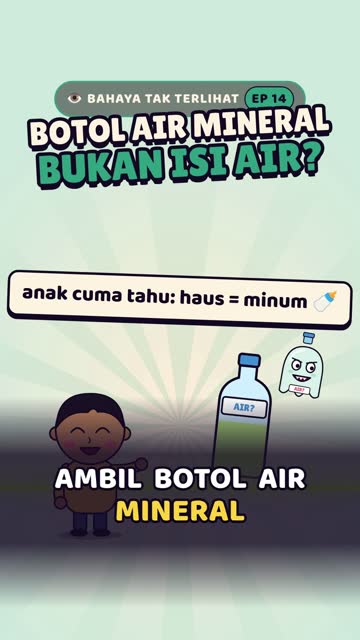 BAHAYA TAK TERLIHAT EP 14
BOTOL AIR MINERAL
BUKAN ISI AIR?
anak cuma tahu: haus = minum
AIR?
AIR?
AMBIL BOTOL AIR
MINERAL